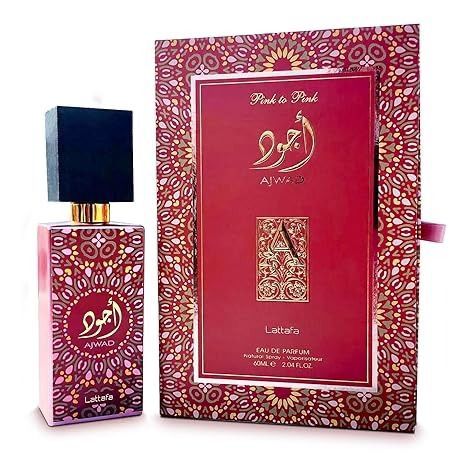 أجود
AJWAD
Lattafa
Pink to Pink
أجود
AJWAD
A
Lattafa
EAU DE PARFUM
Natural Spray - Vaporisateur
60ML ℮ 2.04 FL.OZ.